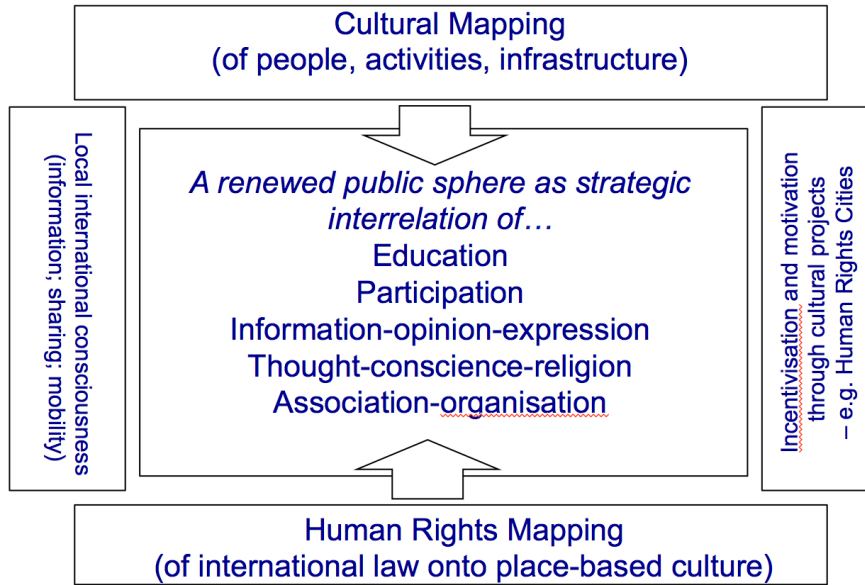 Cultural Mapping
(of people, activities, infrastructure)
Local international consciousness
(information; sharing; mobility)
A renewed public sphere as strategic
interrelation of…
Education
Participation
Information-opinion-expression
Thought-conscience-religion
Association-organisation
Incentivisation and motivation
through cultural projects
– e.g. Human Rights Cities
Human Rights Mapping
(of international law onto place-based culture)